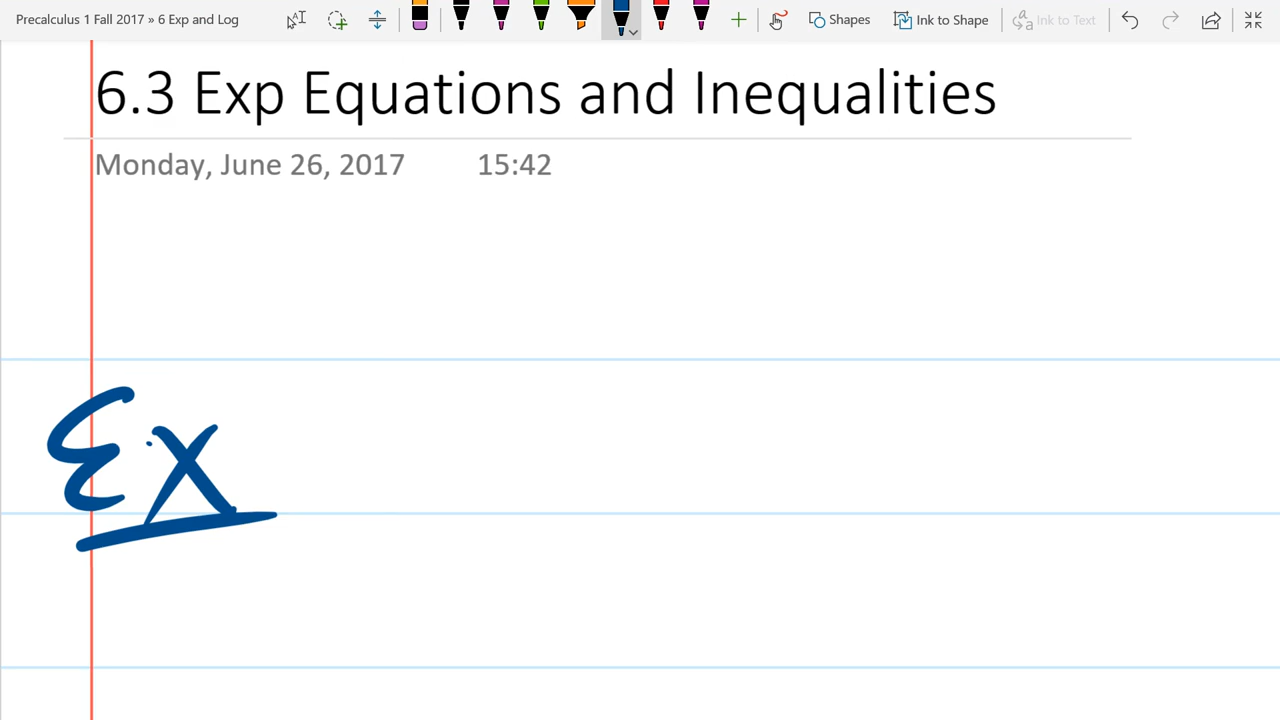 Precalculus 1 Fall 2017 » 6 Exp and Log
Shapes
Ink to Shape
Ink to Text
6.3 Exp Equations and Inequalities
Monday, June 26, 2017 15:42
Ex